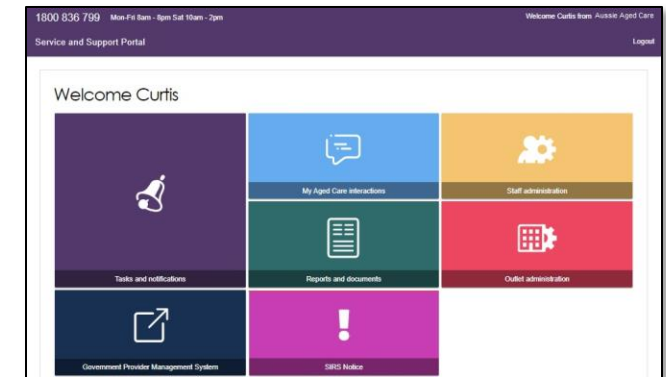 1800 836 799 Mon-Fri 8am - 8pm Sat 10am - 2pm Welcome Curtis from Aussie Aged Care
Service and Support Portal Logout
Welcome Curtis
My Aged Care interactions
Staff administration
Tasks and notifications
Reports and documents
Outlet administration
Government Provider Management System
SIRS Notice